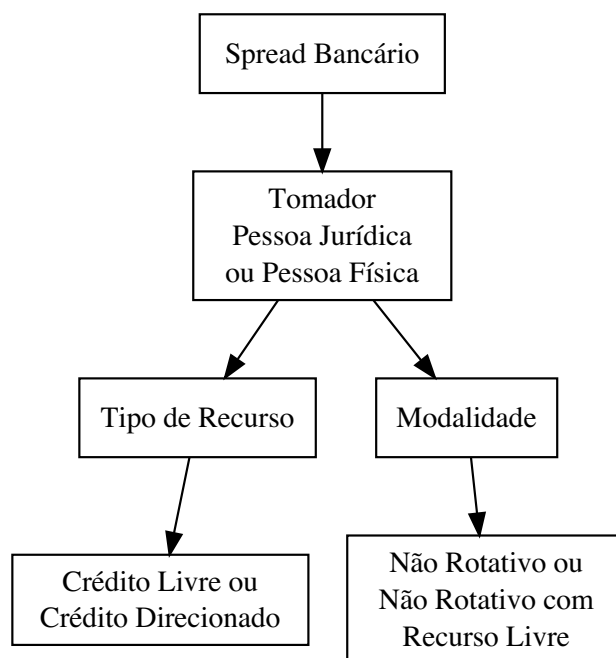 Spread Bancário
Tomador
Pessoa Jurídica
ou Pessoa Física
Tipo de Recurso
Modalidade
Crédito Livre ou
Crédito Direcionado
Não Rotativo ou
Não Rotativo com
Recurso Livre